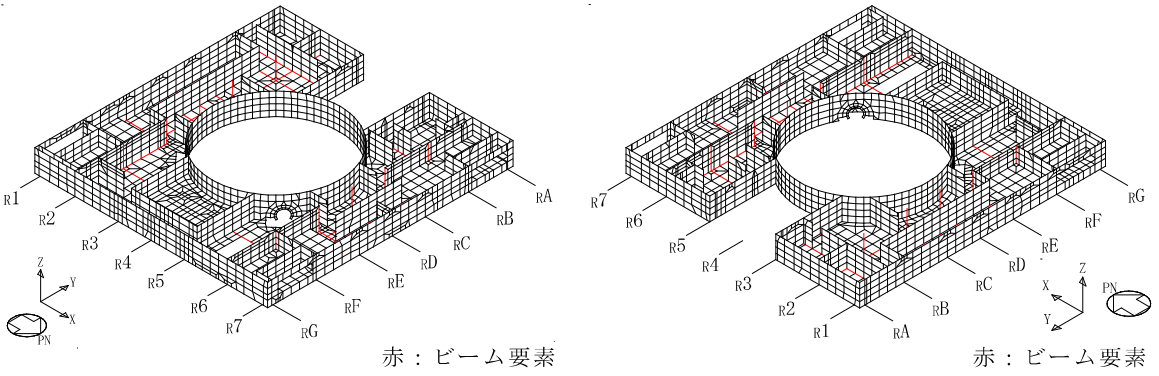 R1
R2
R3
R4
R5
R6
R7
RG
RF
RE
RD
RC
RB
RA
Z
Y
X
PN
赤：ビーム要素
R7
R6
R5
R4
R3
R2
R1
RA
RB
RC
RD
RE
RF
RG
PN
Z
X
Y
赤：ビーム要素